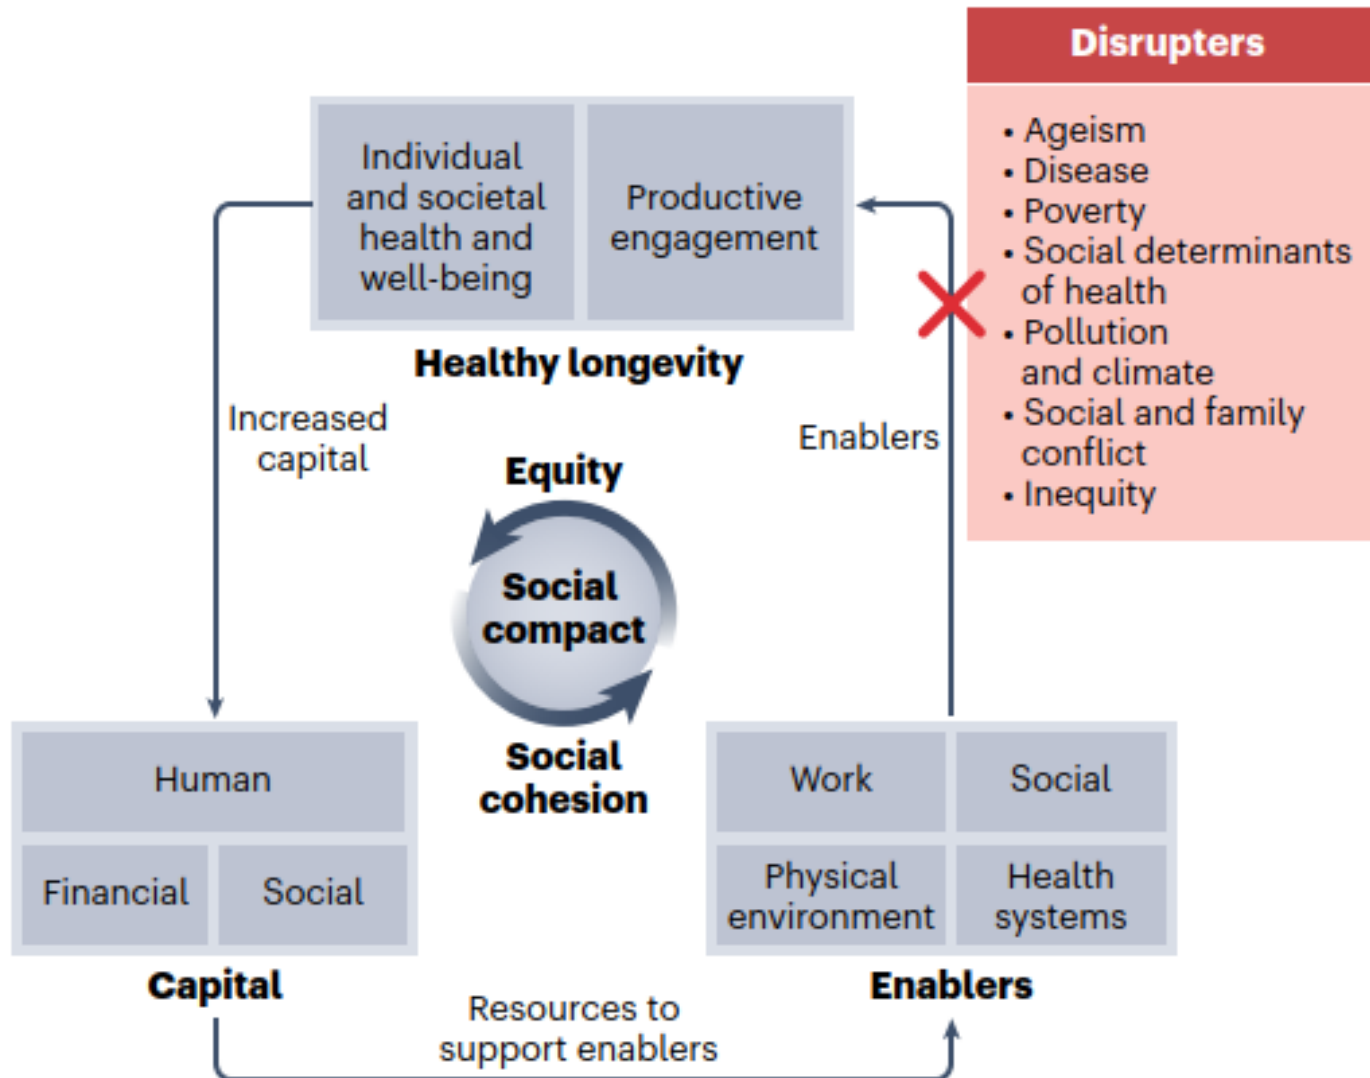 Disrupters
• Ageism
• Disease
• Poverty
• Social determinants
of health
• Pollution
and climate
• Social and family
conflict
• Inequity
Individual
and societal
health and
well-being
Productive
engagement
Healthy longevity
Increased
capital
Enablers
Equity
Social
compact
Social
cohesion
Human
Financial
Social
Capital
Work
Social
Physical
environment
Health
systems
Enablers
Resources to
support enablers